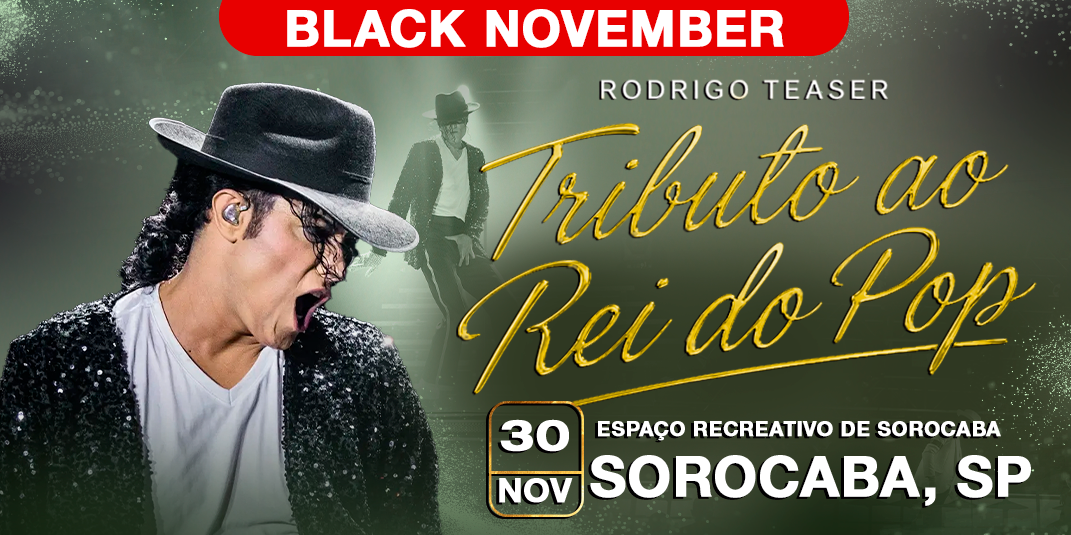 BLACK NOVEMBER
RODRIGO TEASER
Tributo ao
Rei do Pop
30
NOV
ESPAÇO RECREATIVO DE SOROCABA
SOROCABA, SP